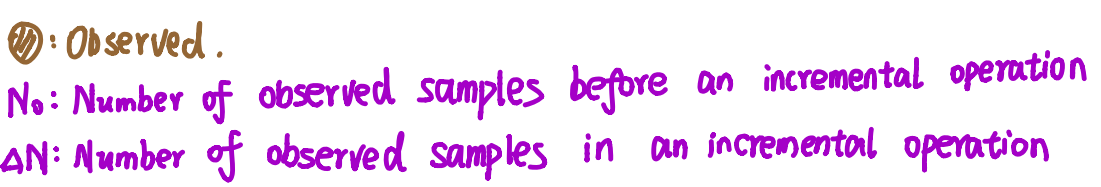 : Observed.
N₀: Number of observed samples before an incremental operation
ΔN: Number of observed samples in an incremental operation